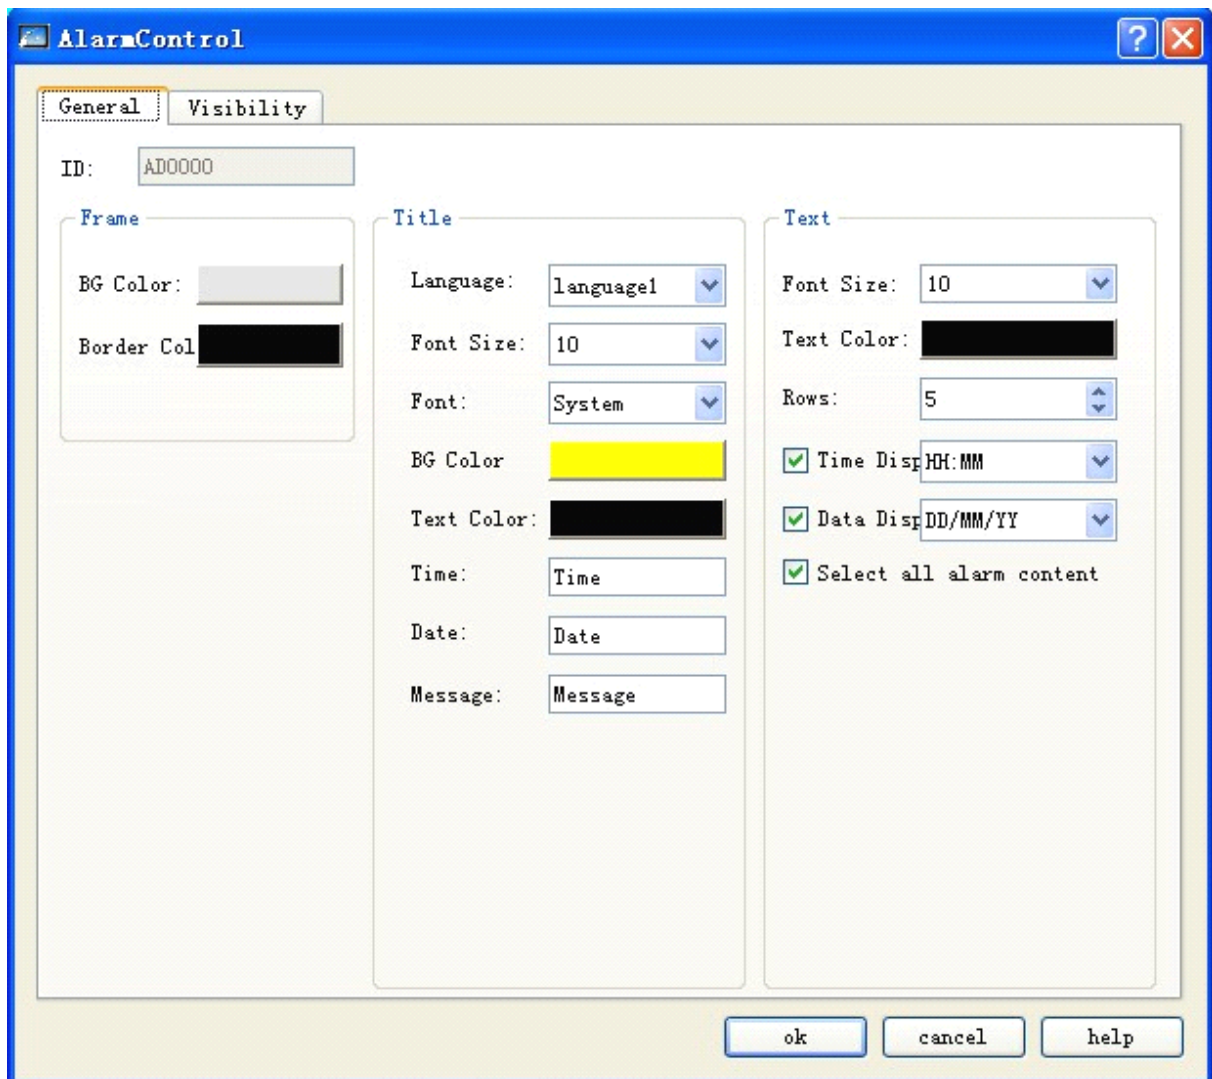 AlarmControl
General Visibility
ID: AD0000
Frame
BG Color:
Border Col
Title
Language: language1
Font Size: 10
Font: System
BG Color
Text Color:
Time: Time
Date: Date
Message: Message
Text
Font Size: 10
Text Color:
Rows: 5
Time Disp HH:MM
Data Disp DD/MM/YY
Select all alarm content
ok cancel help